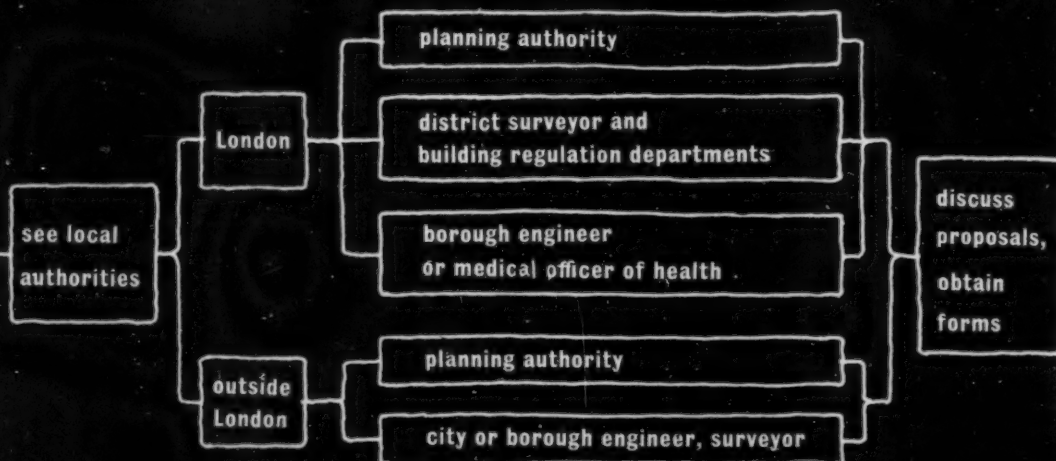 see local
authorities
London
outside
London
planning authority
district surveyor and
building regulation departments
borough engineer
or medical officer of health
planning authority
city or borough engineer, surveyor
discuss
proposals,
obtain
forms